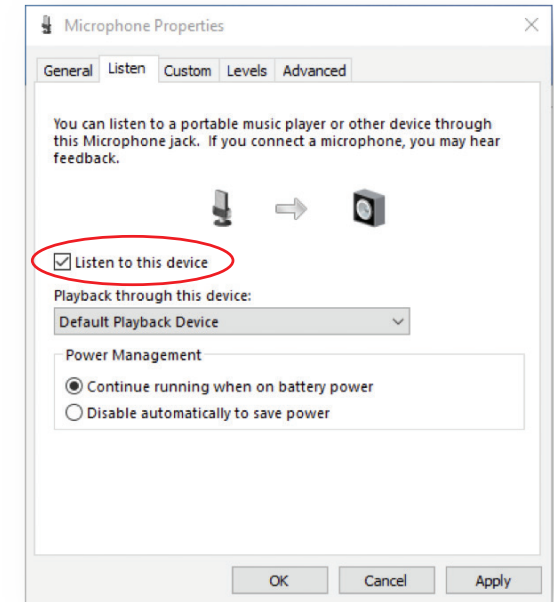 Microphone Properties
General Listen Custom Levels Advanced
You can listen to a portable music player or other device through
this Microphone jack. If you connect a microphone, you may hear
feedback.
Listen to this device
Playback through this device:
Default Playback Device
Power Management
Continue running when on battery power
Disable automatically to save power
OK Cancel Apply